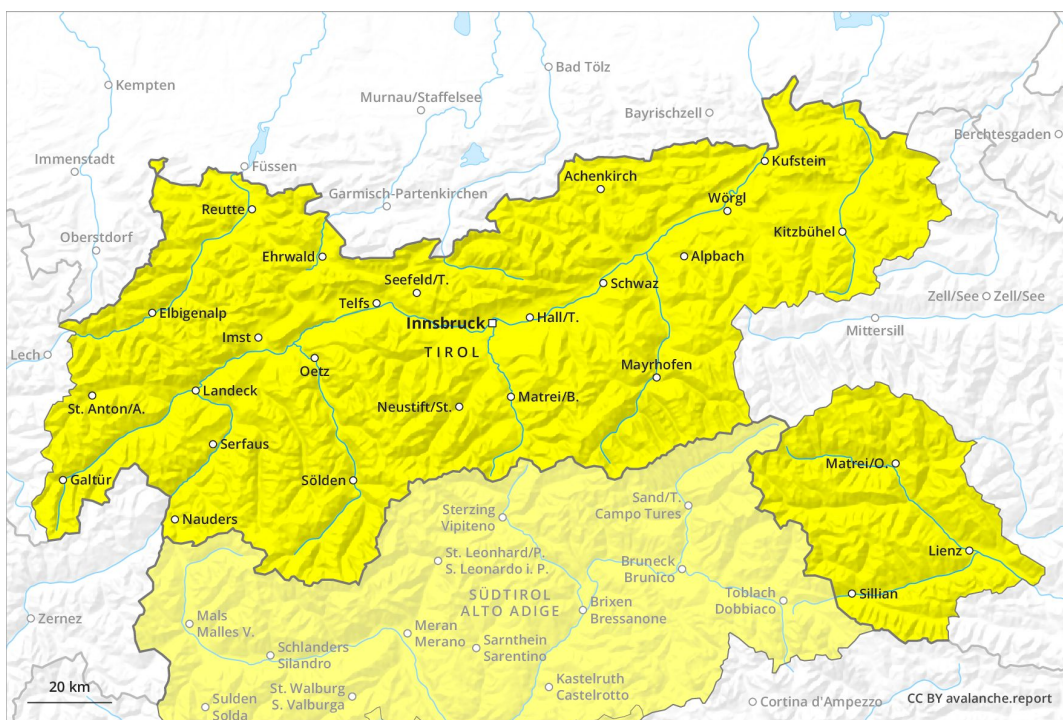 Bad Tölz
Kempten
Murnau/Staffelsee
Bayrischzell
Berchtesgaden
Immenstadt
Füssen
Kufstein
Achenkirch
Garmisch-Partenkirchen
Wörgl
Reutte
Kitzbühel
Oberstdorf
Ehrwald
Alpbach
Seefeld/T.
Schwaz
Zell/See
Zell/See
Telfs
Elbigenalp
Hall/T.
Innsbruck
Mittersill
Imst
TIROL
Lech
Oetz
Mayrhofen
Landeck
Matrei/B.
St. Anton/A.
Neustift/St.
Serfaus
Matrei/O.
Galtür
Sölden
Sand/T.
Campo Tures
Sterzing
Vipiteno
Nauders
Lienz
St. Leonhard/P.
S. Leonardo i. P.
Bruneck
Brunico
Sillian
SÜDTIROL
ALTO ADIGE
Toblach
Dobbiaco
Brixen
Bressanone
Zernez
Mals
Malles V.
Meran
Merano
Sarnthein
Sarentino
Schlanders
Silandro
Kastelruth
Castelrotto
20 km
St. Walburg
S. Valburga
Sulden
Solda
Cortina d'Ampezzo
CC BY avalanche.report